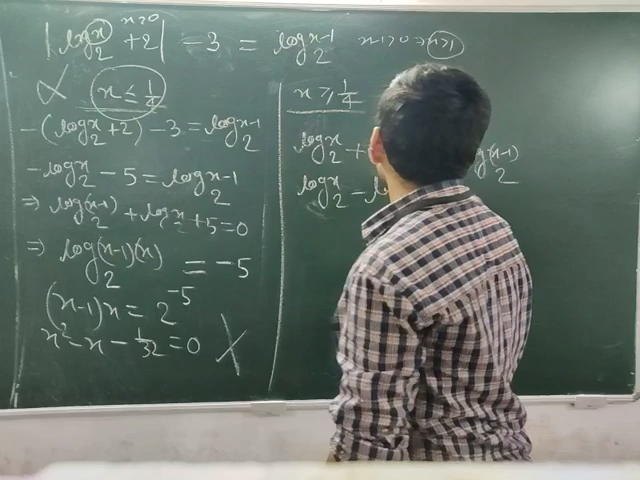 |log₂x + 2| - 3 = log₂x-1
x>0
x-1>0 ⇒ x>1
x ≤ 1/4
-(log₂x+2) - 3 = log₂x-1
-log₂x - 5 = log₂x-1
⇒ log₂(x-1) + log₂x + 5 = 0
⇒ log₂(x-1)(x) = -5
(x-1)x = 2⁻⁵
x² - x - 1/32 = 0
x ≥ 1/4
log₂x +
(x-1)
2
log₂x -